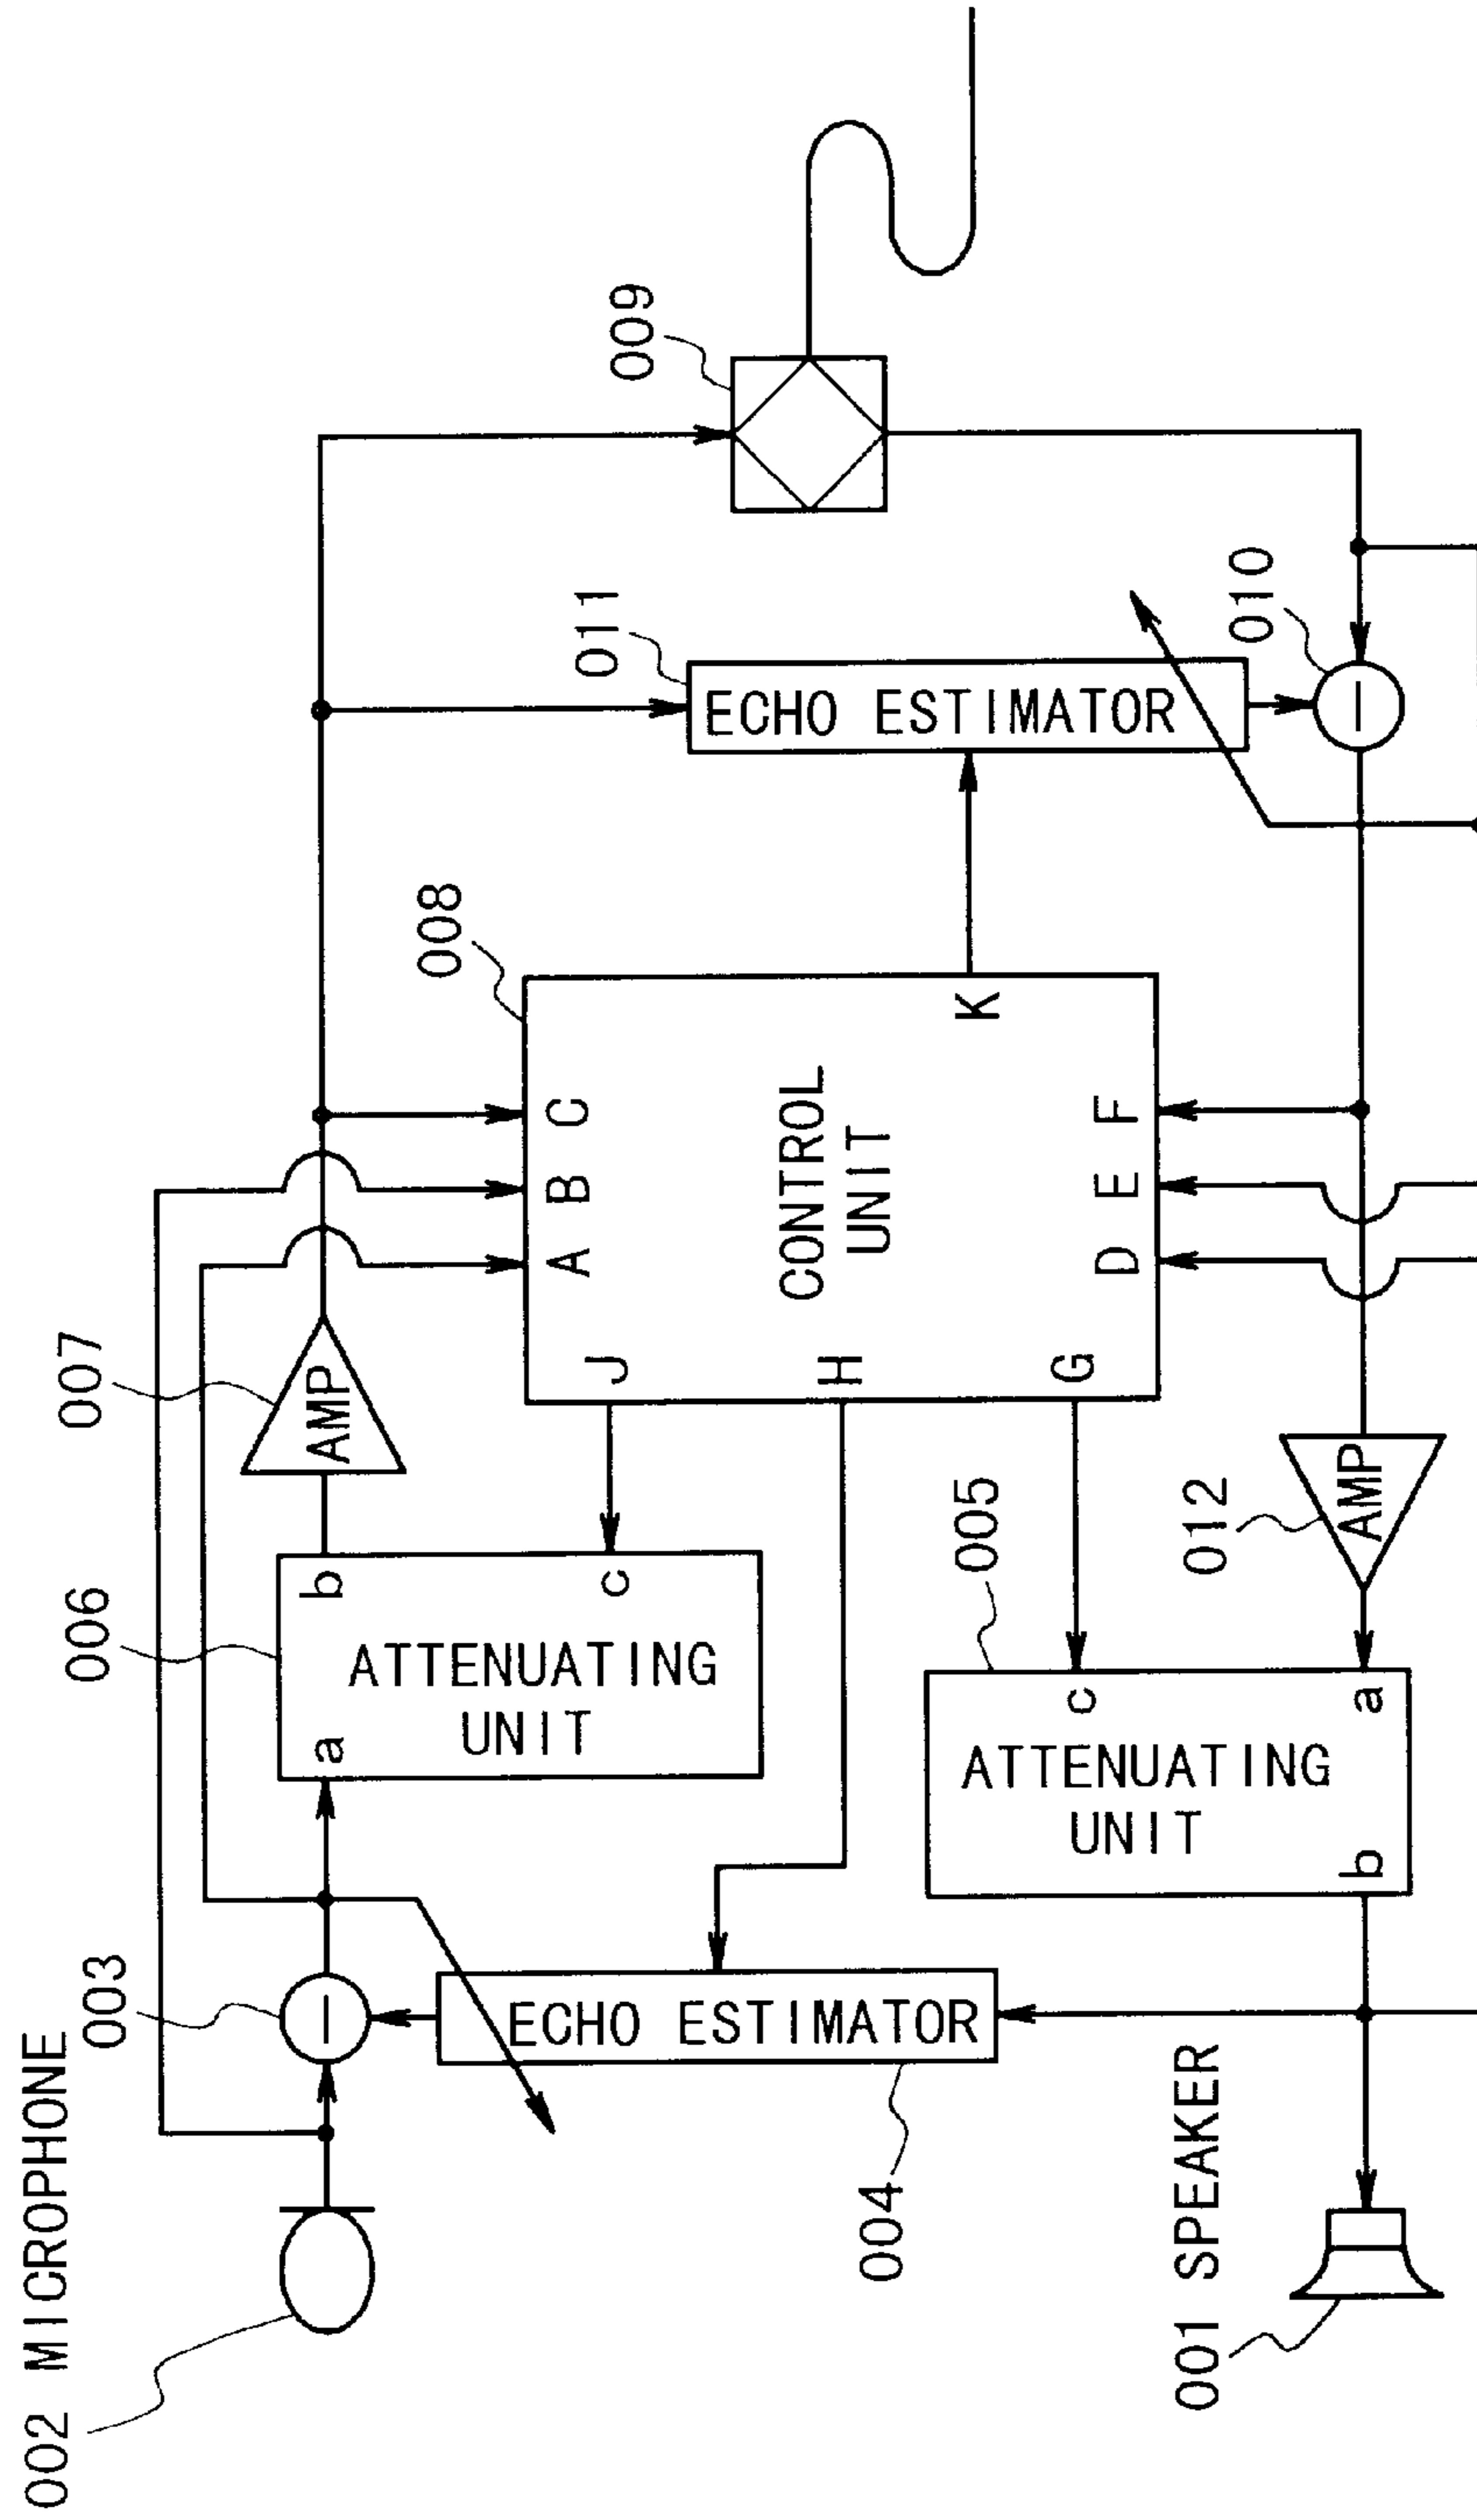 002 MICROPHONE
003
006
007
a
b
ATTENUATING
UNIT
c
AMP
A
B
C
008
J
H
G
CONTROL
UNIT
K
D
E
F
009
011
ECHO ESTIMATOR
010
ECHO ESTIMATOR
004
005
c
a
ATTENUATING
UNIT
b
012
AMP
001 SPEAKER